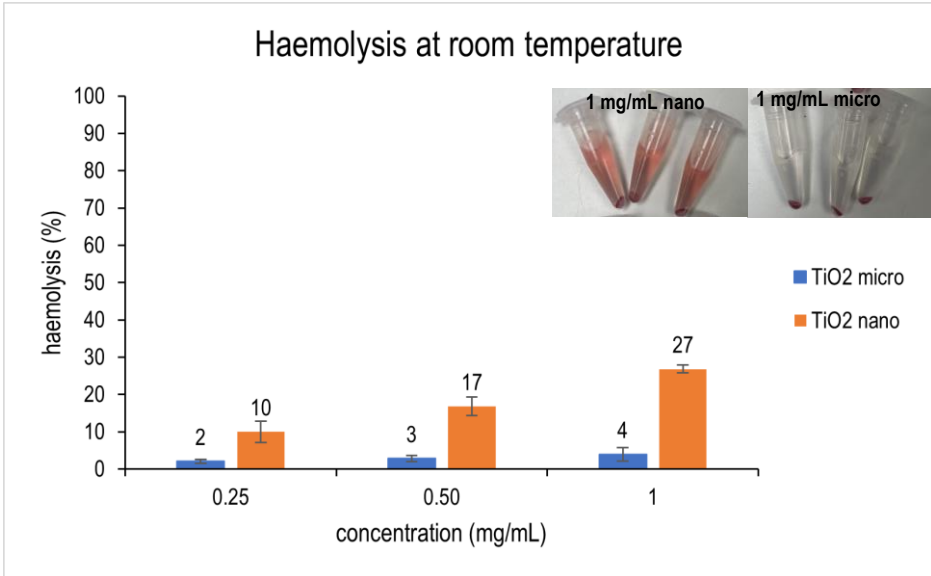 Haemolysis at room temperature
1 mg/mL nano
1 mg/mL micro
haemolysis (%)
100
90
80
70
60
50
40
30
20
10
0
2
10
3
17
4
27
0.25
0.50
1
concentration (mg/mL)
TiO2 micro
TiO2 nano